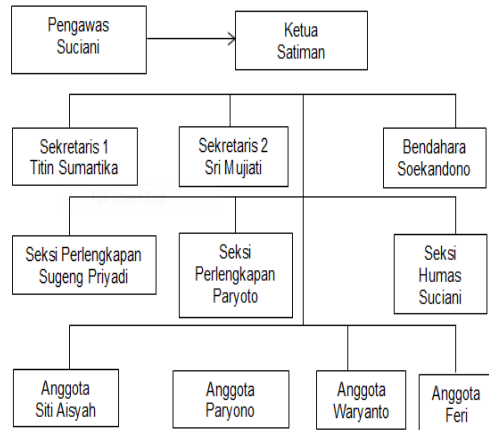 Pengawas
Suciani
Ketua
Satiman
Sekretaris 1
Titin Sumartika
Sekretaris 2
Sri Mujiati
Bendahara
Soekandono
Seksi Perlengkapan
Sugeng Priyadi
Seksi
Perlengkapan
Paryoto
Seksi
Humas
Suciani
Anggota
Siti Aisyah
Anggota
Paryono
Anggota
Waryanto
Anggota
Feri